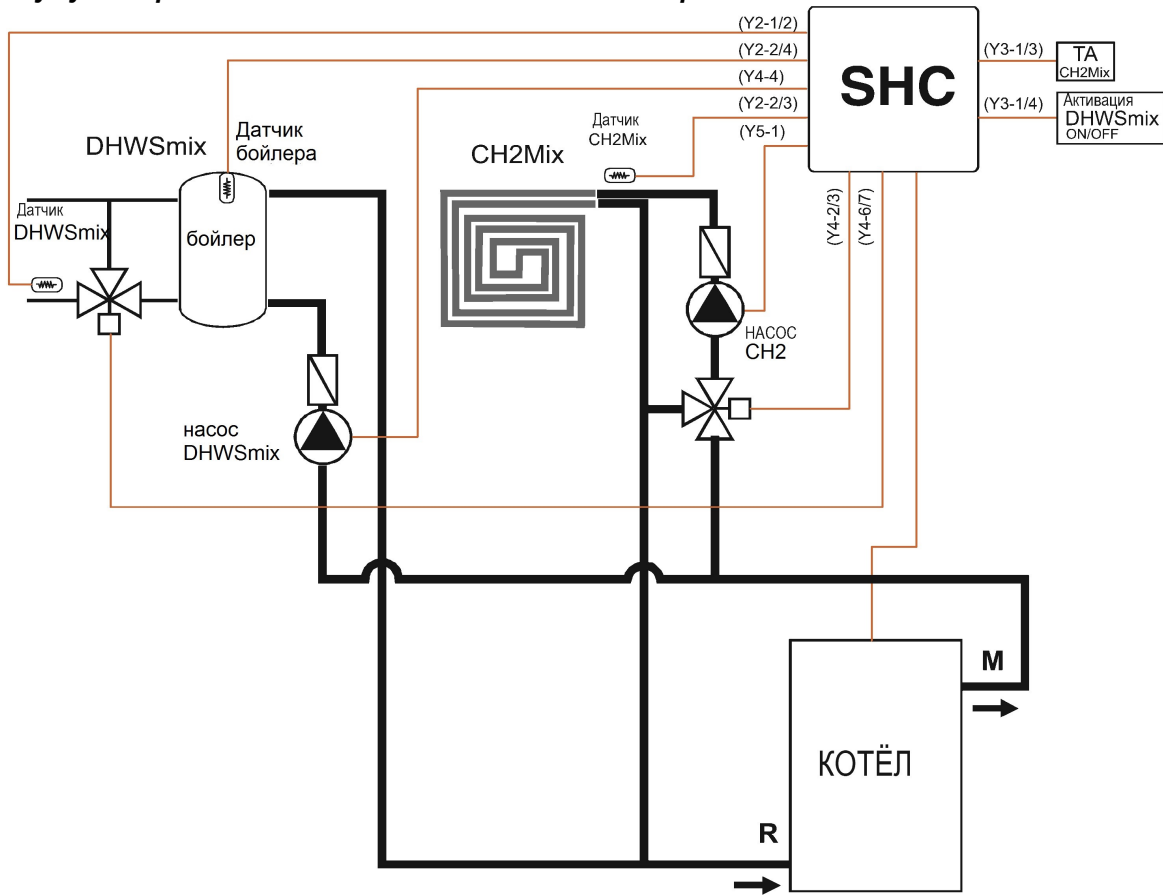 (Y2-1/2)
(Y2-2/4)
(Y4-4)
(Y2-2/3)
(Y5-1)
SHC
(Y3-1/3)
TA
CH2Mix
(Y3-1/4)
Активация
DHWSmix
ON/OFF
Датчик
CH2Mix
Датчик
бойлера
DHWSmix
CH2Mix
(Y4-2/3)
(Y4-6/7)
Датчик
DHWSmix
бойлер
НАСОС
CH2
насос
DHWSmix
M
КОТЁЛ
R